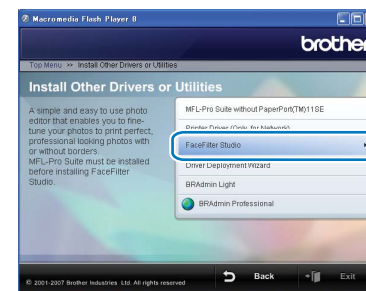 Macromedia Flash Player 8
brother
Top Menu >> Install Other Drivers or Utilities
Install Other Drivers or Utilities
A simple and easy to use photo
editor that enables you to fine-
tune your photos to print perfect,
professional looking photos with
or without borders.
MFL-Pro Suite must be installed
before installing FaceFilter
Studio.
MFL-Pro Suite without PaperPort(TM)11SE
Printer Driver (Only, for Network)
FaceFilter Studio
Driver Deployment Wizard
BRAdmin Light
BRAdmin Professional
© 2001-2007 Brother Industries Ltd. All rights reserved
Back
Exit